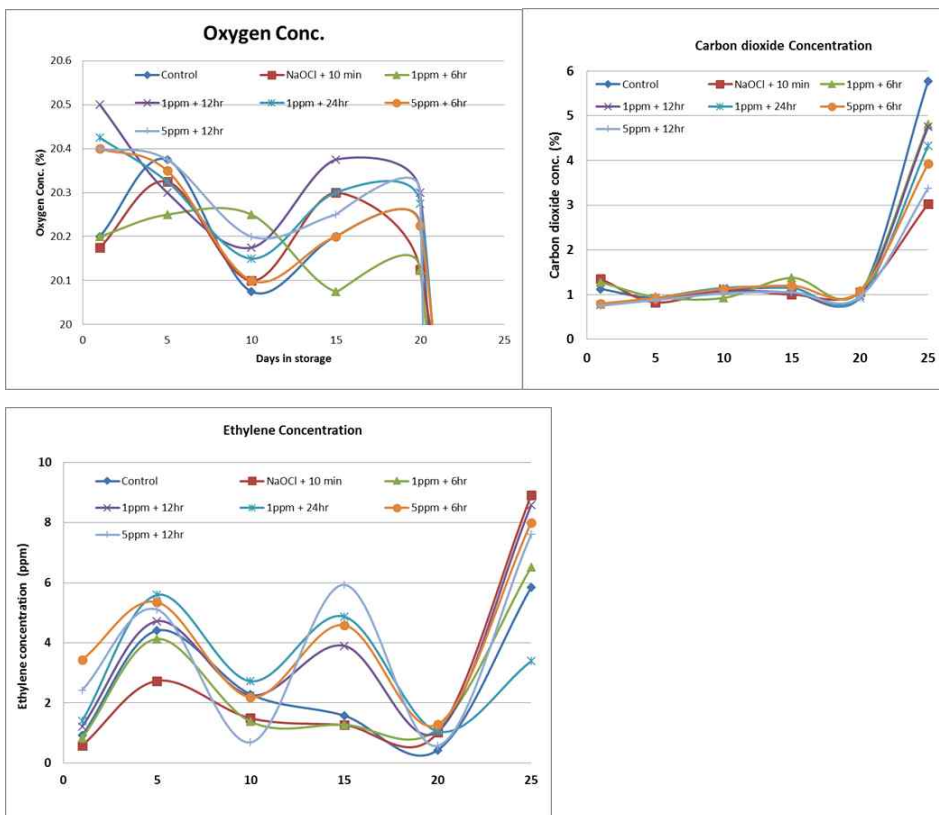 Oxygen Conc.
20.6
Control NaOCl + 10 min 1ppm + 6hr
20.5
1ppm + 12hr 1ppm + 24hr 5ppm + 6hr
5ppm + 12hr
20.4
20.3
20.2
20.1
20
Oxygen Conc. (%)
0 5 10 15 20 25
Days in storage
Carbon dioxide Concentration
6
Control NaOCl + 10 min 1ppm + 6hr
1ppm + 12hr 1ppm + 24hr 5ppm + 6hr
5
5ppm + 12hr
4
3
2
1
0
Carbon dioxide conc. (%)
0 5 10 15 20 25
Ethylene Concentration
10
Control NaOCl + 10 min 1ppm + 6hr
1ppm + 12hr 1ppm + 24hr 5ppm + 6hr
8
5ppm + 12hr
6
4
2
0
Ethylene concentration (ppm)
0 5 10 15 20 25